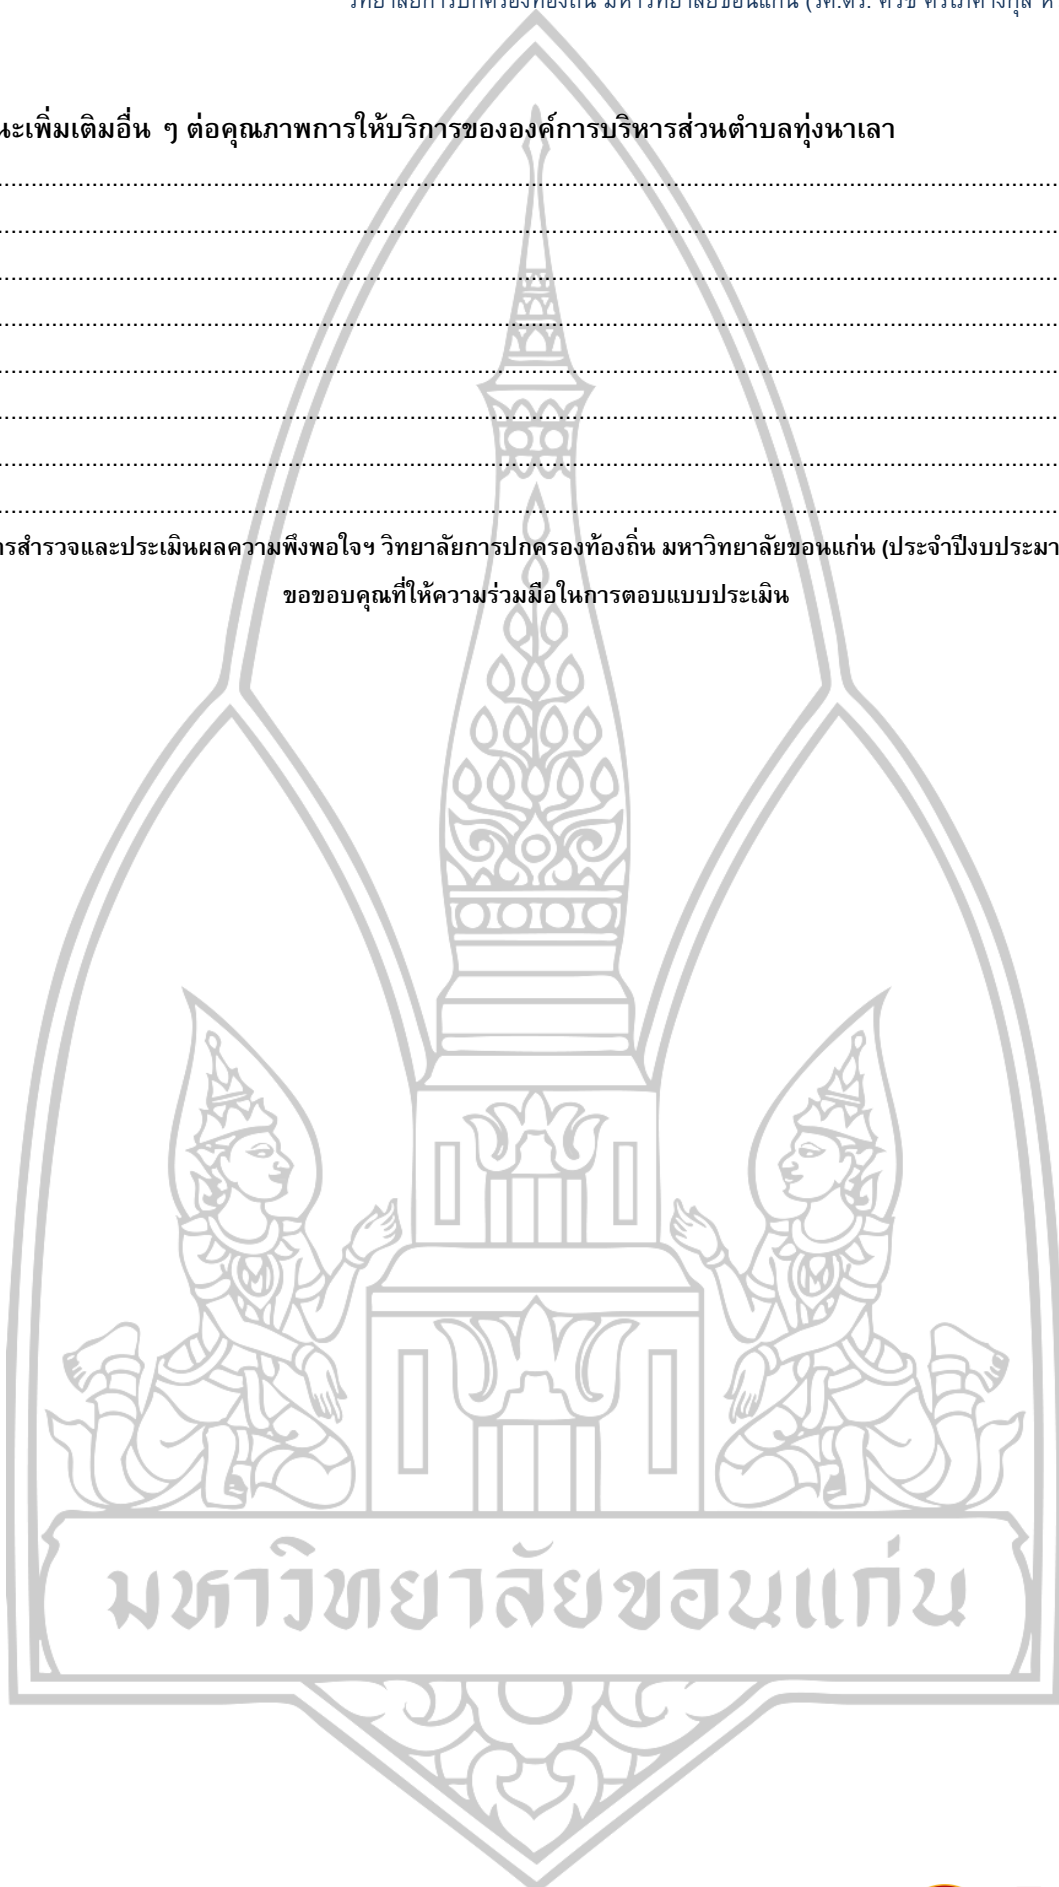 วิทยาลัยการปกครองท้องถิ่น มหาวิทยาลัยขอนแก่น (รศ.ดร. ศิวัช ศรีโภคางกุล ห
นะเพิ่มเติมอื่น ๆ ต่อคุณภาพการให้บริการขององค์การบริหารส่วนตำบลทุ่งนาเลา
ารสำรวจและประเมินผลความพึงพอใจฯ วิทยาลัยการปกครองท้องถิ่น มหาวิทยาลัยขอนแก่น (ประจำปีงบประมา
ขอขอบคุณที่ให้ความร่วมมือในการตอบแบบประเมิน
มหาวิทยาลัยขอนแก่น